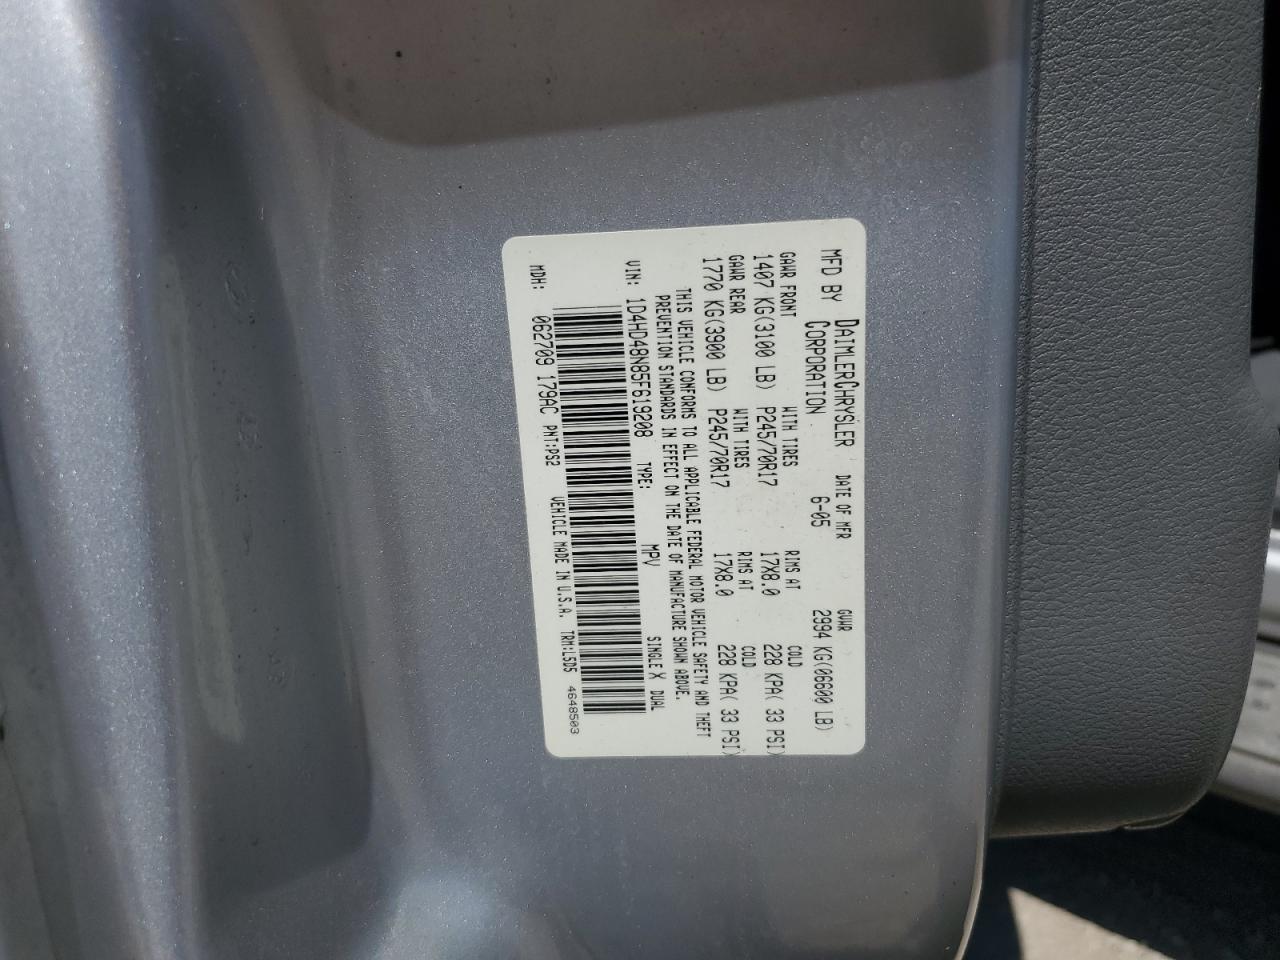 MFD BY DAIMLERCHRYSLER DATE OF MFR GVWR
CORPORATION 6-05 2994 KG(06600 LB)
GAWR FRONT WITH TIRES RIMS AT COLD
1407 KG(3100 LB) P245/70R17 17X8.0 228 KPA( 33 PSI)
GAWR REAR WITH TIRES RIMS AT COLD
1770 KG(3900 LB) P245/70R17 17X8.0 228 KPA( 33 PSI)
THIS VEHICLE CONFORMS TO ALL APPLICABLE FEDERAL MOTOR VEHICLE SAFETY AND THEFT
PREVENTION STANDARDS IN EFFECT ON THE DATE OF MANUFACTURE SHOWN ABOVE.
VIN: 1D4HD48N85F619208 TYPE: MPV SINGLE X DUAL
MDH: 062709 179AC PNT:PS2 VEHICLE MADE IN U.S.A. TRM:L5D5 4648503